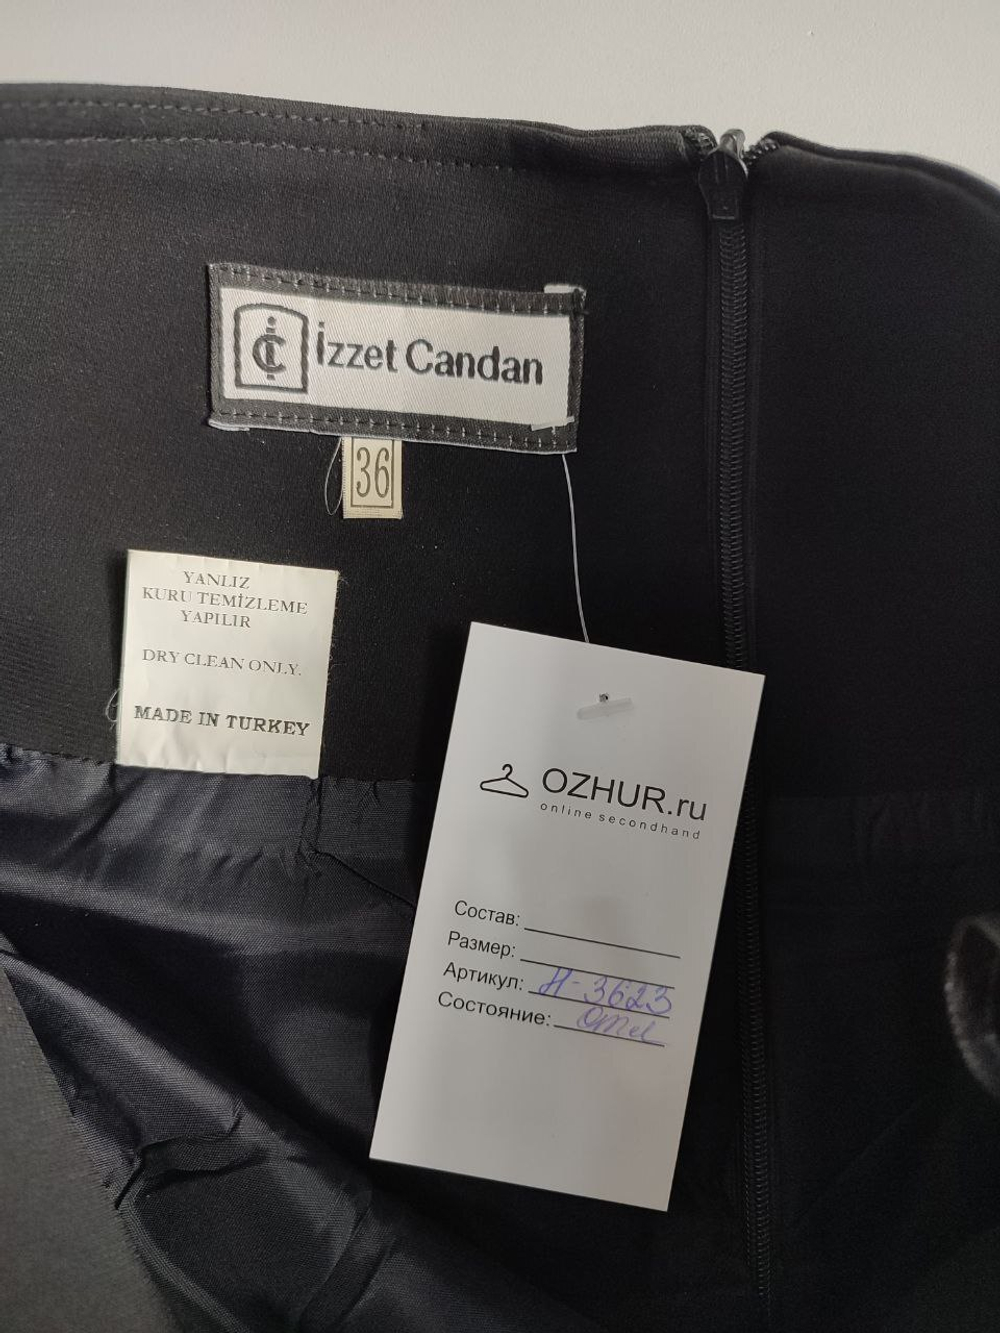 İC İzzet Candan
36
YANLIZ
KURU TEMİZLEME
YAPILIR
DRY CLEAN ONLY.
MADE IN TURKEY
OZHUR.ru
online secondhand
Состав:
Размер:
Артикул: Н-3623
Состояние: отл